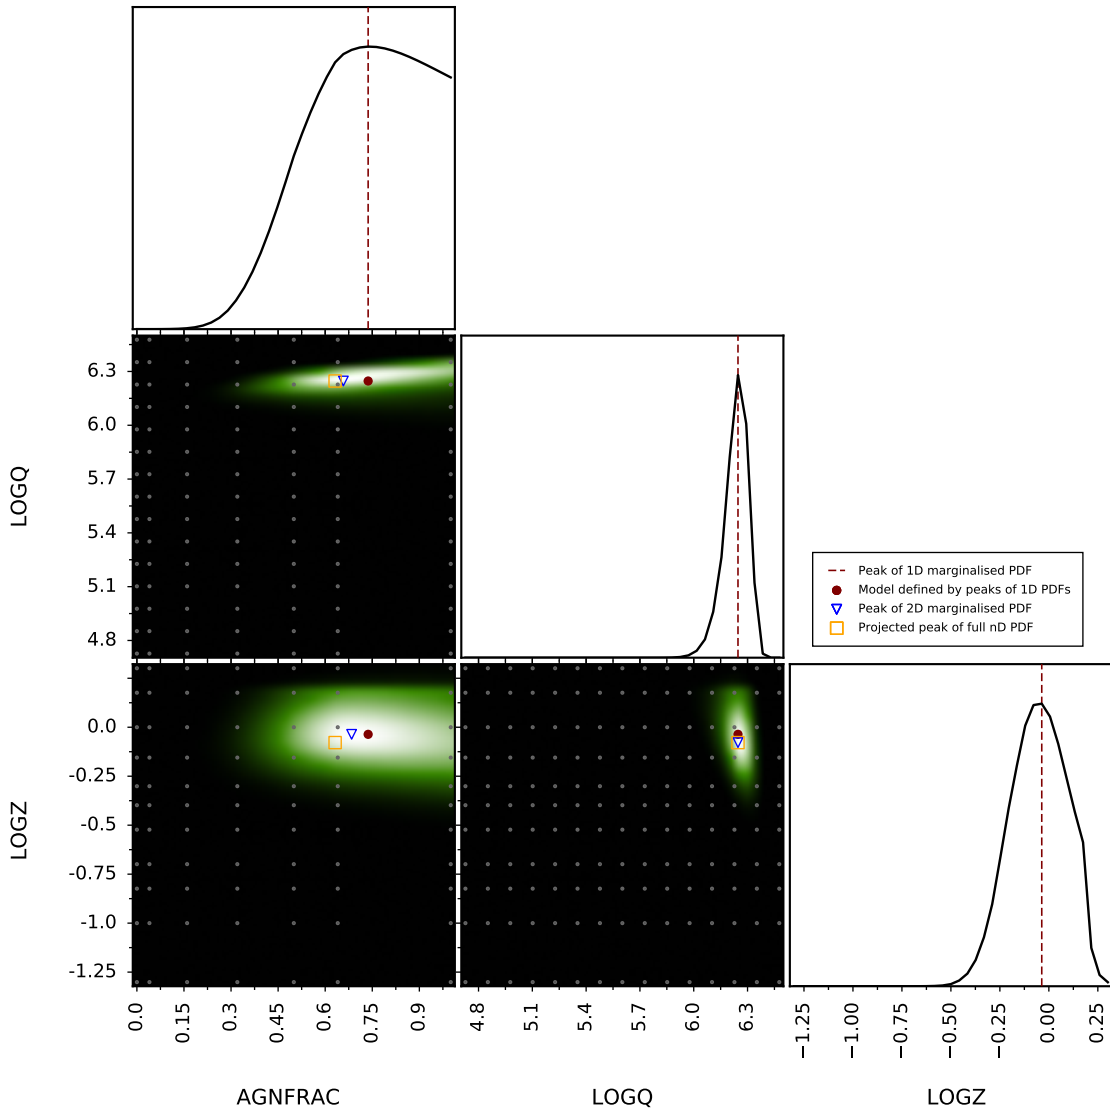 6.3
6.0
5.7
5.4
5.1
4.8
LOGQ
Peak of 1D marginalised PDF
Model defined by peaks of 1D PDFs
Peak of 2D marginalised PDF
Projected peak of full nD PDF
0.0
-0.25
-0.5
-0.75
-1.0
-1.25
LOGZ
0.0 0.15 0.3 0.45 0.6 0.75 0.9
4.8 5.1 5.4 5.7 6.0 6.3
−1.25 −1.00 −0.75 −0.50 −0.25 0.00 0.25
AGNFRAC LOGQ LOGZ